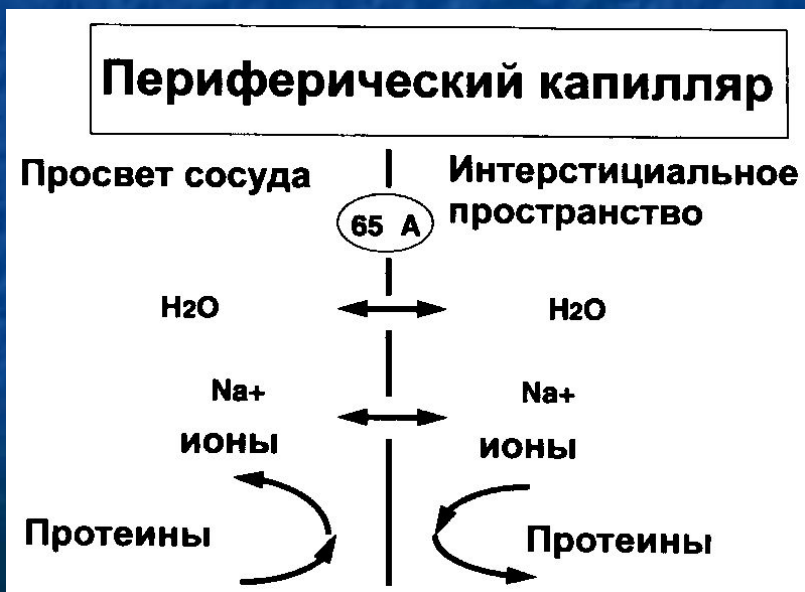 Периферический капилляр
Просвет сосуда
Интерстициальное
пространство
65 А
H2O
H2O
Na+
ионы
Na+
ионы
Протеины
Протеины